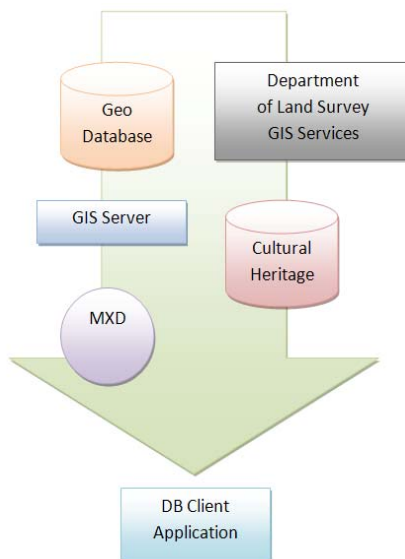 Geo
Database
Department
of Land Survey
GIS Services
GIS Server
Cultural
Heritage
MXD
DB Client
Application